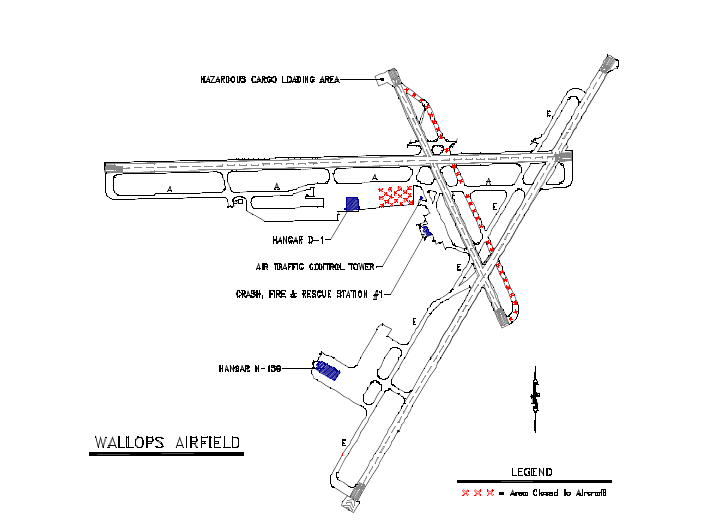 HAZARDOUS CARGO LOADING AREA
E
A
A
A
A
E
HANGAR D-1
AIR TRAFFIC CONTROL TOWER
E
CRASH, FIRE & RESCUE STATION #1
E
HANGAR N-159
WALLOPS AIRFIELD
E
LEGEND
= Area Closed to Aircraft